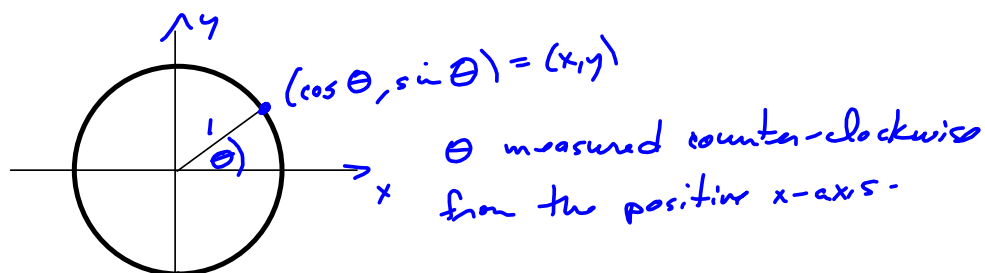 y
(cos θ, sin θ) = (x,y)
1
θ
x
θ measured counter-clockwise
from the positive x-axis.